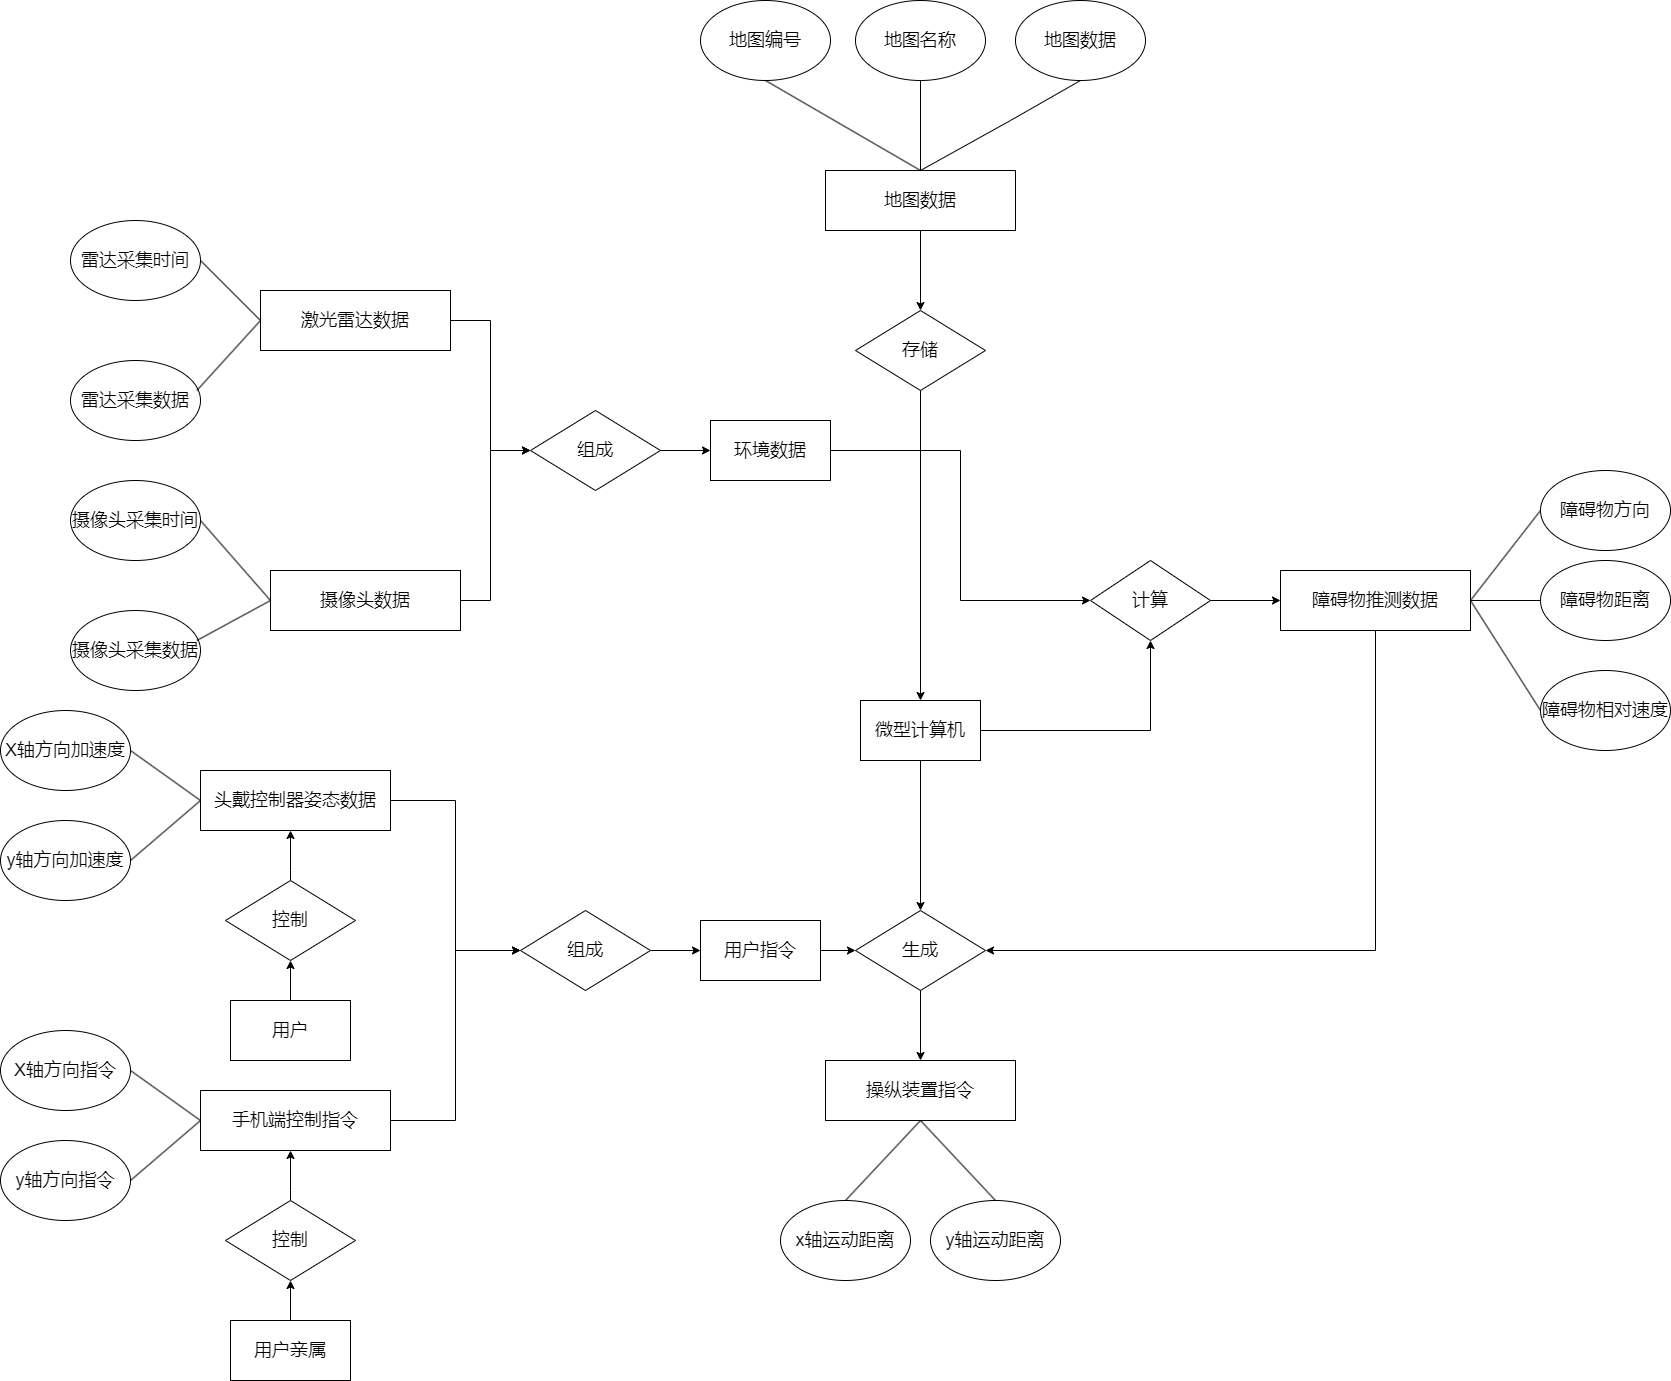 地图编号
地图名称
地图数据
地图数据
雷达采集时间
激光雷达数据
存储
雷达采集数据
组成
环境数据
摄像头采集时间
障碍物方向
摄像头数据
计算
障碍物推测数据
障碍物距离
摄像头采集数据
障碍物相对速度
微型计算机
X轴方向加速度
头戴控制器姿态数据
y轴方向加速度
控制
组成
用户指令
生成
用户
X轴方向指令
操纵装置指令
手机端控制指令
y轴方向指令
控制
x轴运动距离
y轴运动距离
用户亲属